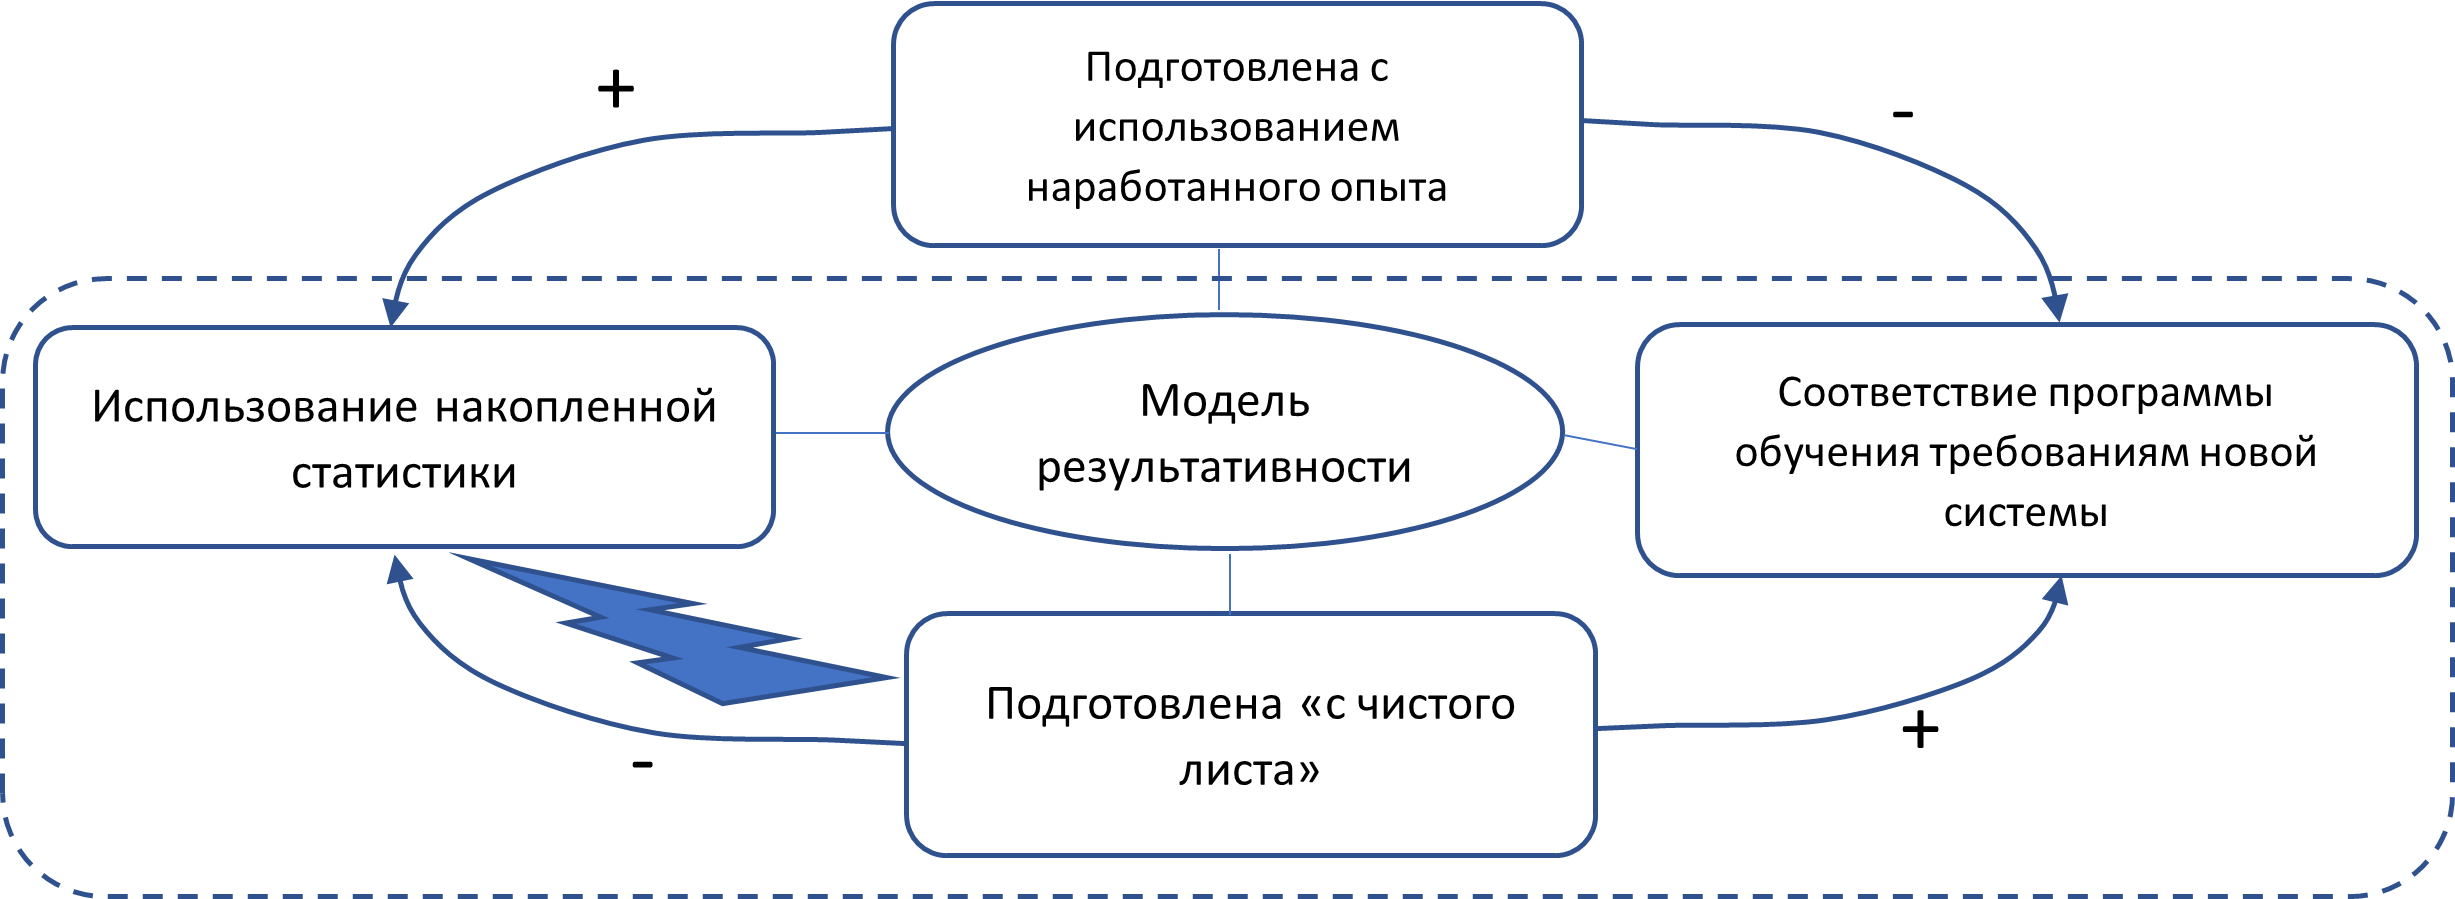 Подготовлена с
использованием
наработанного опыта
+
-
Использование накопленной
статистики
Модель
результативности
Соответствие программы
обучения требованиям новой
системы
Подготовлена «с чистого
листа»
-
+